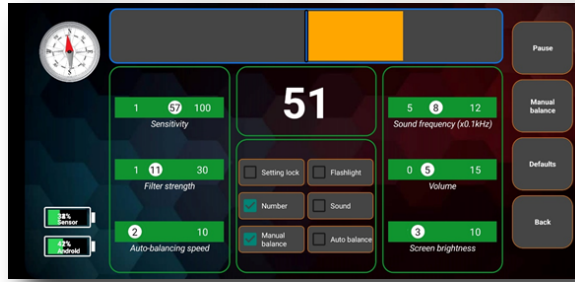 Pause
1 57 100
Sensitivity
51
5 8 12
Sound frequency (x0.1kHz)
Manual
balance
1 11 30
Filter strength
Setting lock
Flashlight
0 5 15
Volume
Defaults
Number
Sound
38%
Sensor
2 10
Auto-balancing speed
Manual
balance
Auto balance
3 10
Screen brightness
Back
42%
Android